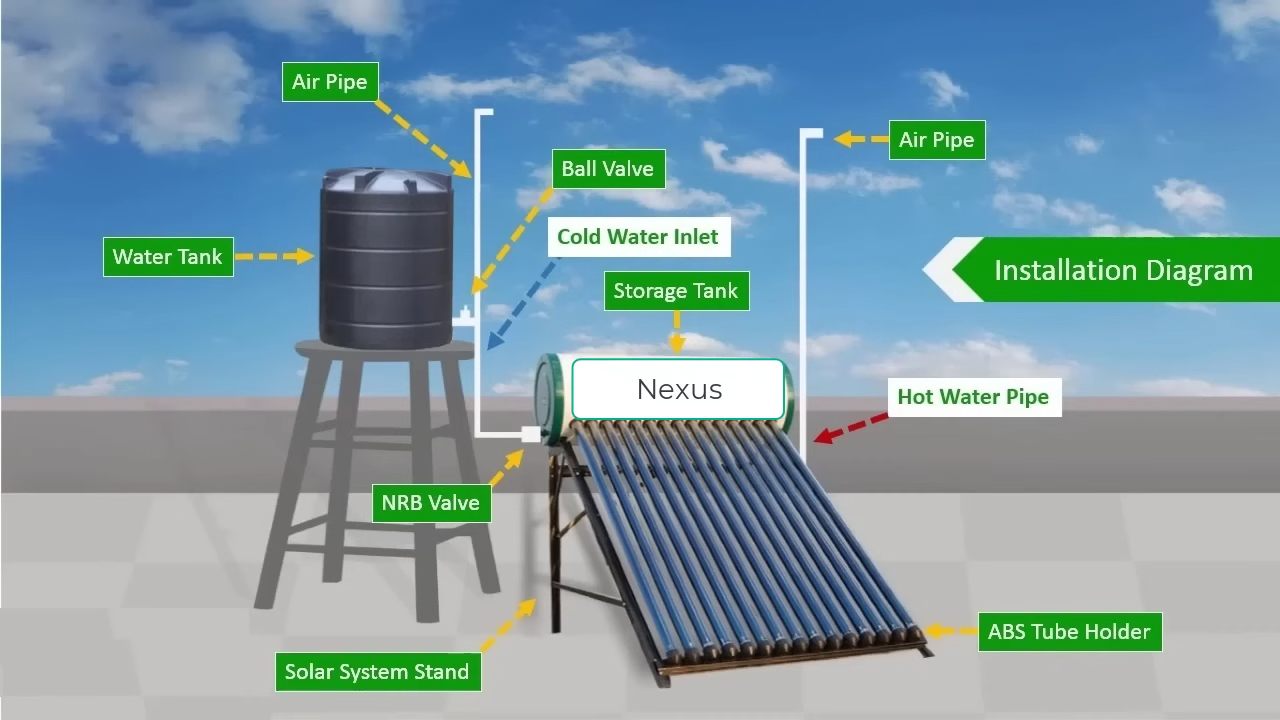 Air Pipe
Air Pipe
Ball Valve
Cold Water Inlet
Water Tank
Installation Diagram
Storage Tank
Nexus
Hot Water Pipe
NRB Valve
ABS Tube Holder
Solar System Stand